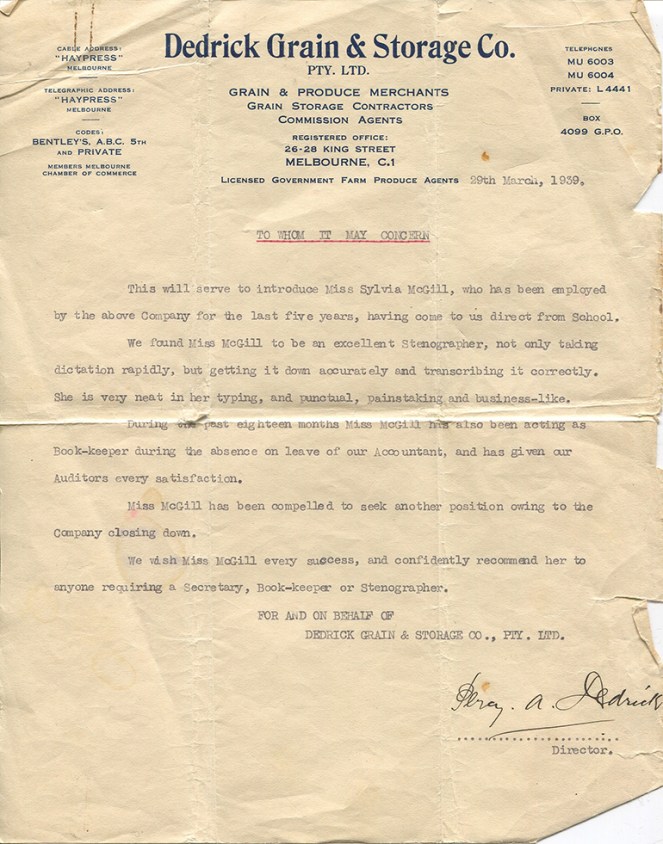 CABLE ADDRESS:
"HAYPRESS"
MELBOURNE
TELEGRAPHIC ADDRESS:
"HAYPRESS"
MELBOURNE
CODES:
BENTLEY'S, A.B.C. 5TH
AND PRIVATE
MEMBERS MELBOURNE
CHAMBER OF COMMERCE
Dedrick Grain & Storage Co.
PTY. LTD.
GRAIN & PRODUCE MERCHANTS
GRAIN STORAGE CONTRACTORS
COMMISSION AGENTS
REGISTERED OFFICE:
26-28 KING STREET
MELBOURNE, C.1
LICENSED GOVERNMENT FARM PRODUCE AGENTS
TELEPHONES
MU 6003
MU 6004
PRIVATE: L 4441
BOX
4099 G.P.O.
29th March, 1939.
TO WHOM IT MAY CONCERN
This will serve to introduce Miss Sylvia McGill, who has been employed
by the above Company for the last five years, having come to us direct from School.
We found Miss McGill to be an excellent Stenographer, not only taking
dictation rapidly, but getting it down accurately and transcribing it correctly.
She is very neat in her typing, and punctual, painstaking and business-like.
During the past eighteen months Miss McGill has also been acting as
Book-keeper during the absence on leave of our Accountant, and has given our
Auditors every satisfaction.
Miss McGill has been compelled to seek another position owing to the
Company closing down.
We wish Miss McGill every success, and confidently recommend her to
anyone requiring a Secretary, Book-keeper or Stenographer.
FOR AND ON BEHALF OF
DEDRICK GRAIN & STORAGE CO., PTY. LTD.
Percy. A. Dedrick
Director.